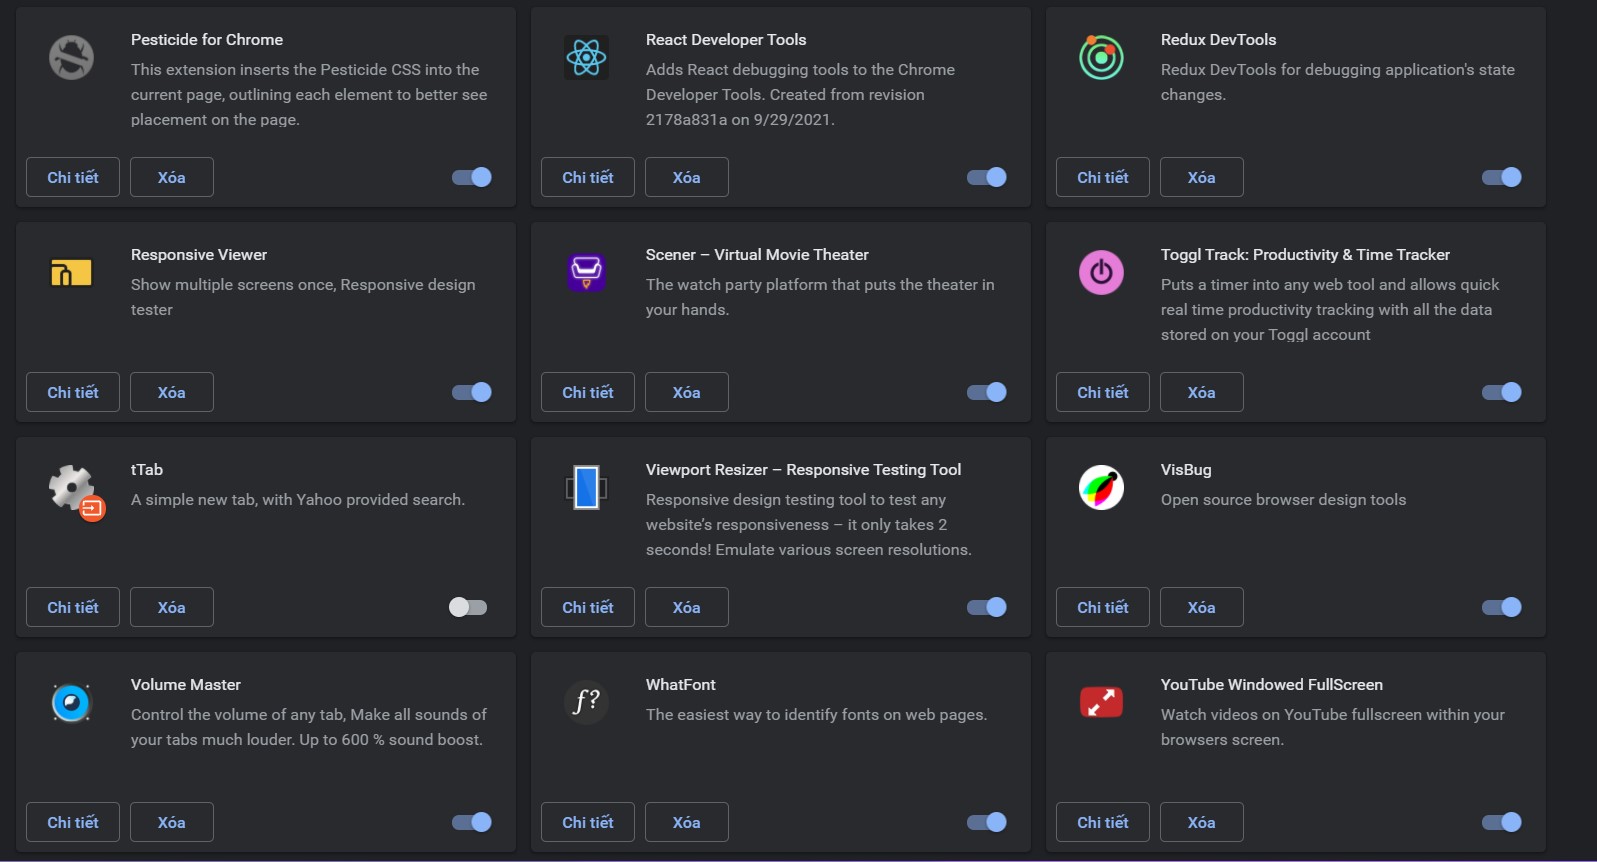 Pesticide for Chrome
This extension inserts the Pesticide CSS into the
current page, outlining each element to better see
placement on the page.
Chi tiết
Xóa
React Developer Tools
Adds React debugging tools to the Chrome
Developer Tools. Created from revision
2178a831a on 9/29/2021.
Chi tiết
Xóa
Redux DevTools
Redux DevTools for debugging application's state
changes.
Chi tiết
Xóa
Responsive Viewer
Show multiple screens once, Responsive design
tester
Chi tiết
Xóa
Scener – Virtual Movie Theater
The watch party platform that puts the theater in
your hands.
Chi tiết
Xóa
Toggl Track: Productivity & Time Tracker
Puts a timer into any web tool and allows quick
real time productivity tracking with all the data
stored on your Toggl account
Chi tiết
Xóa
tTab
A simple new tab, with Yahoo provided search.
Chi tiết
Xóa
Viewport Resizer – Responsive Testing Tool
Responsive design testing tool to test any
website’s responsiveness – it only takes 2
seconds! Emulate various screen resolutions.
Chi tiết
Xóa
VisBug
Open source browser design tools
Chi tiết
Xóa
Volume Master
Control the volume of any tab, Make all sounds of
your tabs much louder. Up to 600 % sound boost.
Chi tiết
Xóa
f?
WhatFont
The easiest way to identify fonts on web pages.
Chi tiết
Xóa
YouTube Windowed FullScreen
Watch videos on YouTube fullscreen within your
browsers screen.
Chi tiết
Xóa